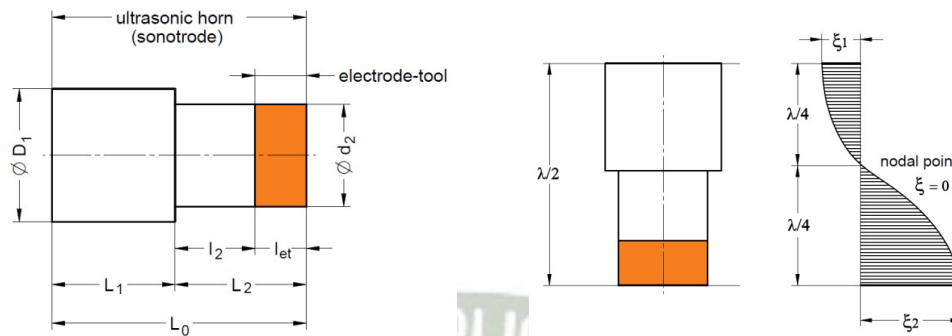 ultrasonic horn
(sonotrode)
electrode-tool
Ø D1
Ø d2
l2
let
L1
L2
L0
λ/2
ξ1
λ/4
nodal poin
ξ = 0
λ/4
ξ2